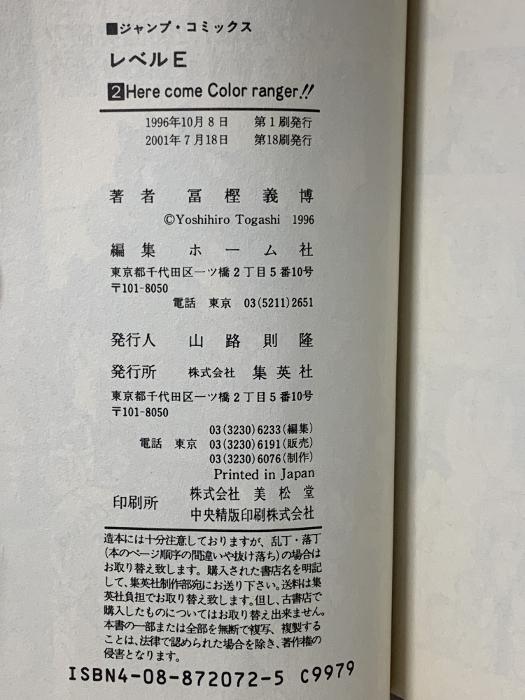 ■ジャンプ・コミックス
レベルE
2 Here come Color ranger!!
1996年10月8日 第1刷発行
2001年7月18日 第18刷発行
著者 冨樫義博
©Yoshihiro Togashi 1996
編集 ホーム社
東京都千代田区一ツ橋2丁目5番10号
〒101-8050
電話 東京 03(5211)2651
発行人 山路則隆
発行所 株式会社 集英社
東京都千代田区一ツ橋2丁目5番10号
〒101-8050
03(3230)6233(編集)
電話 東京 03(3230)6191(販売)
03(3230)6076(制作)
Printed in Japan
印刷所 株式会社 美松堂
中央精版印刷株式会社
造本には十分注意しておりますが、乱丁・落丁
(本のページ順序の間違いや抜け落ち)の場合は
お取り替え致します。購入された書店名を明記
して、集英社制作部宛にお送り下さい。送料は集
英社負担でお取り替え致します。但し、古書店で
購入したものについてはお取り替え出来ません。
本書の一部または全部を無断で複写、複製する
ことは、法律で認められた場合を除き、著作権の
侵害となります。
ISBN4-08-872072-5 C9979